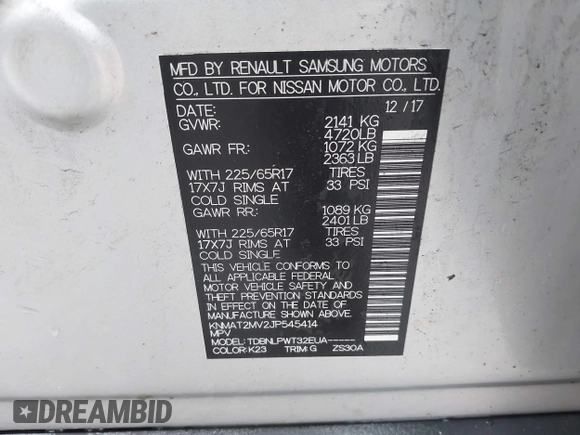 MFD BY RENAULT SAMSUNG MOTORS
CO., LTD. FOR NISSAN MOTOR CO., LTD.
DATE: 12 / 17
GVWR: 2141 KG
4720LB
GAWR FR: 1072 KG
2363 LB
WITH 225/65R17 TIRES
17X7J RIMS AT 33 PSI
COLD SINGLE
GAWR RR: 1089 KG
2401 LB
WITH 225/65R17 TIRES
17X7J RIMS AT 33 PSI
COLD SINGLE
THIS VEHICLE CONFORMS TO
ALL APPLICABLE FEDERAL
MOTOR VEHICLE SAFETY AND
THEFT PREVENTION STANDARDS
IN EFFECT ON THE DATE OF
MANUFACTURE SHOWN ABOVE.
KNMAT2MV2JP545414
MPV
MODEL: TDBNLPWT32EUA-----
COLOR: K23 TRIM: G ZS30A
DREAMBID